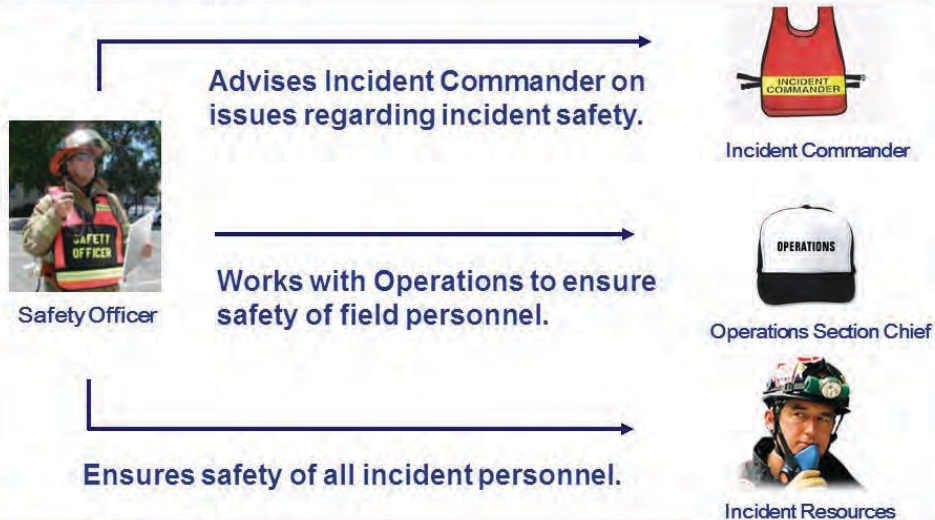 Advises Incident Commander on
issues regarding incident safety.
INCIDENT
COMMANDER
Incident Commander
SAFETY
OFFICER
Safety Officer
Works with Operations to ensure
safety of field personnel.
OPERATIONS
Operations Section Chief
Ensures safety of all incident personnel.
Incident Resources